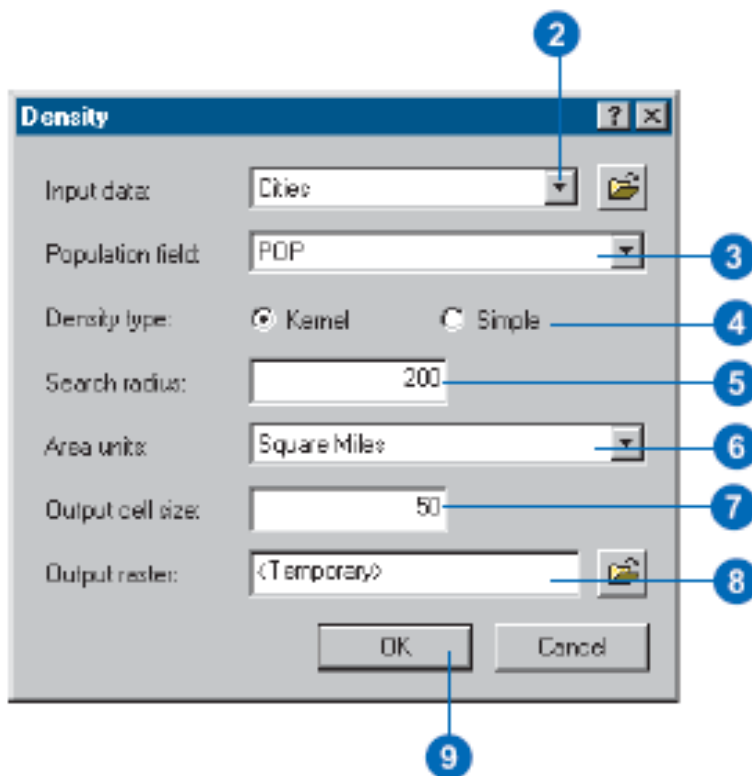 2
Density ? ×
Input data: Cities
Population field: POP 3
Density type: Kernel Simple 4
Search radius: 200 5
Area units: Square Miles 6
Output cell size: 50 7
Output raster: <Temporary> 8
OK Cancel
9